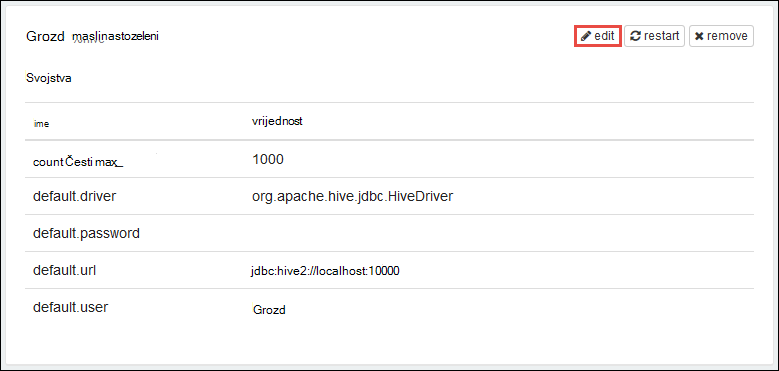 Grozd maslinastozeleni edit restart remove
Svojstva
ime vrijednost
count Česti max_ 1000
default.driver org.apache.hive.jdbc.HiveDriver
default.password
default.url jdbc:hive2://localhost:10000
default.user Grozd